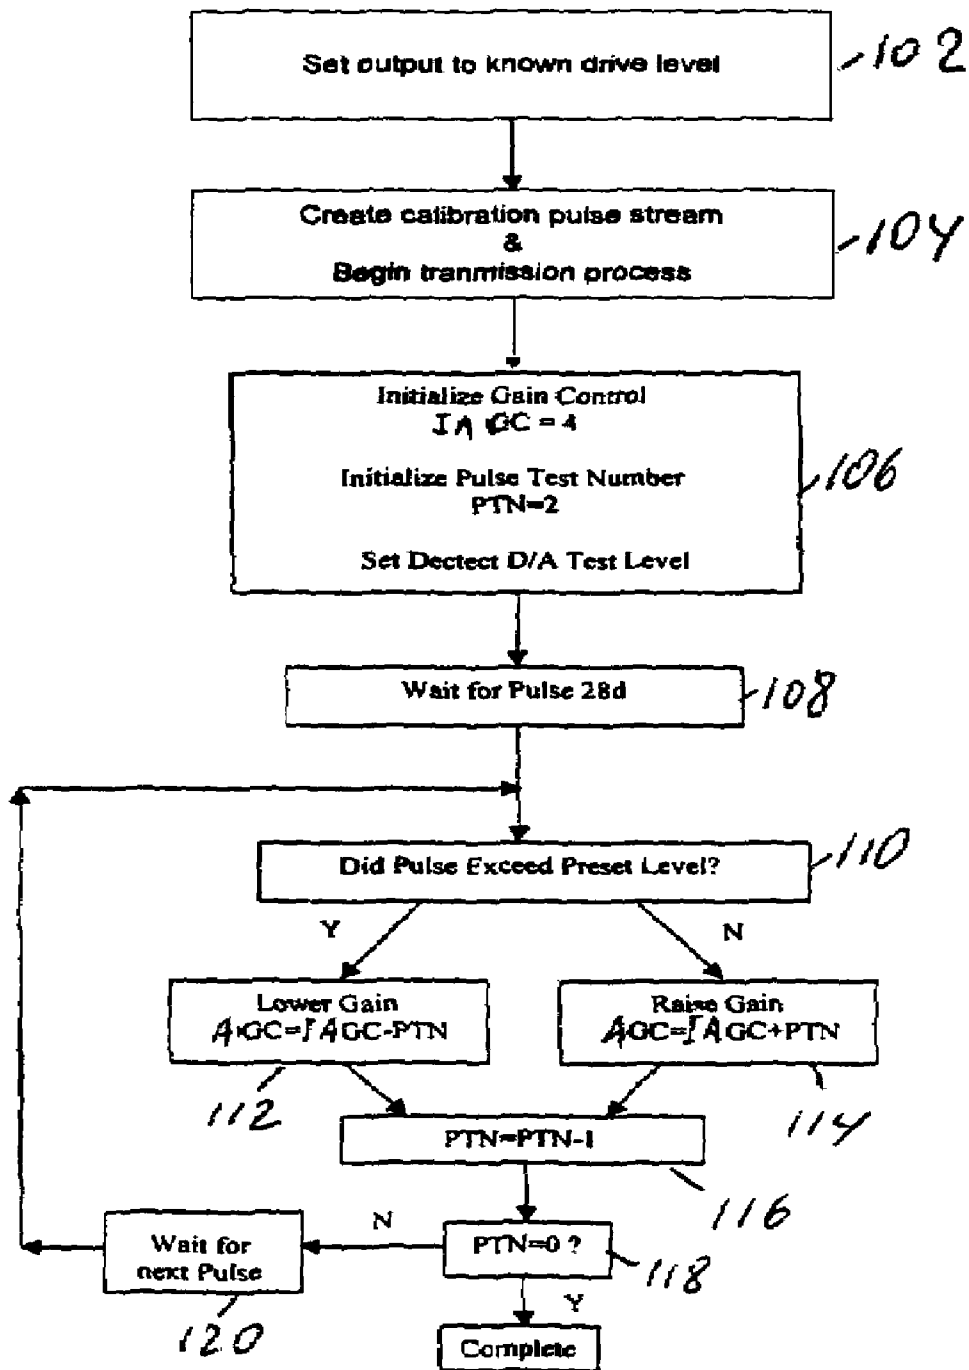 Set output to known drive level
102
Create calibration pulse stream
&
Begin tranmission process
104
Initialize Gain Control
IA GC = 4
Initialize Pulse Test Number
PTN=2
Set Dectect D/A Test Level
106
Wait for Pulse 28d
108
Did Pulse Exceed Preset Level?
110
Y
N
Lower Gain
AGC=IAGC-PTN
112
Raise Gain
AGC=IAGC+PTN
114
PTN=PTN-1
116
N
PTN=0 ?
118
Wait for
next Pulse
120
Y
Complete